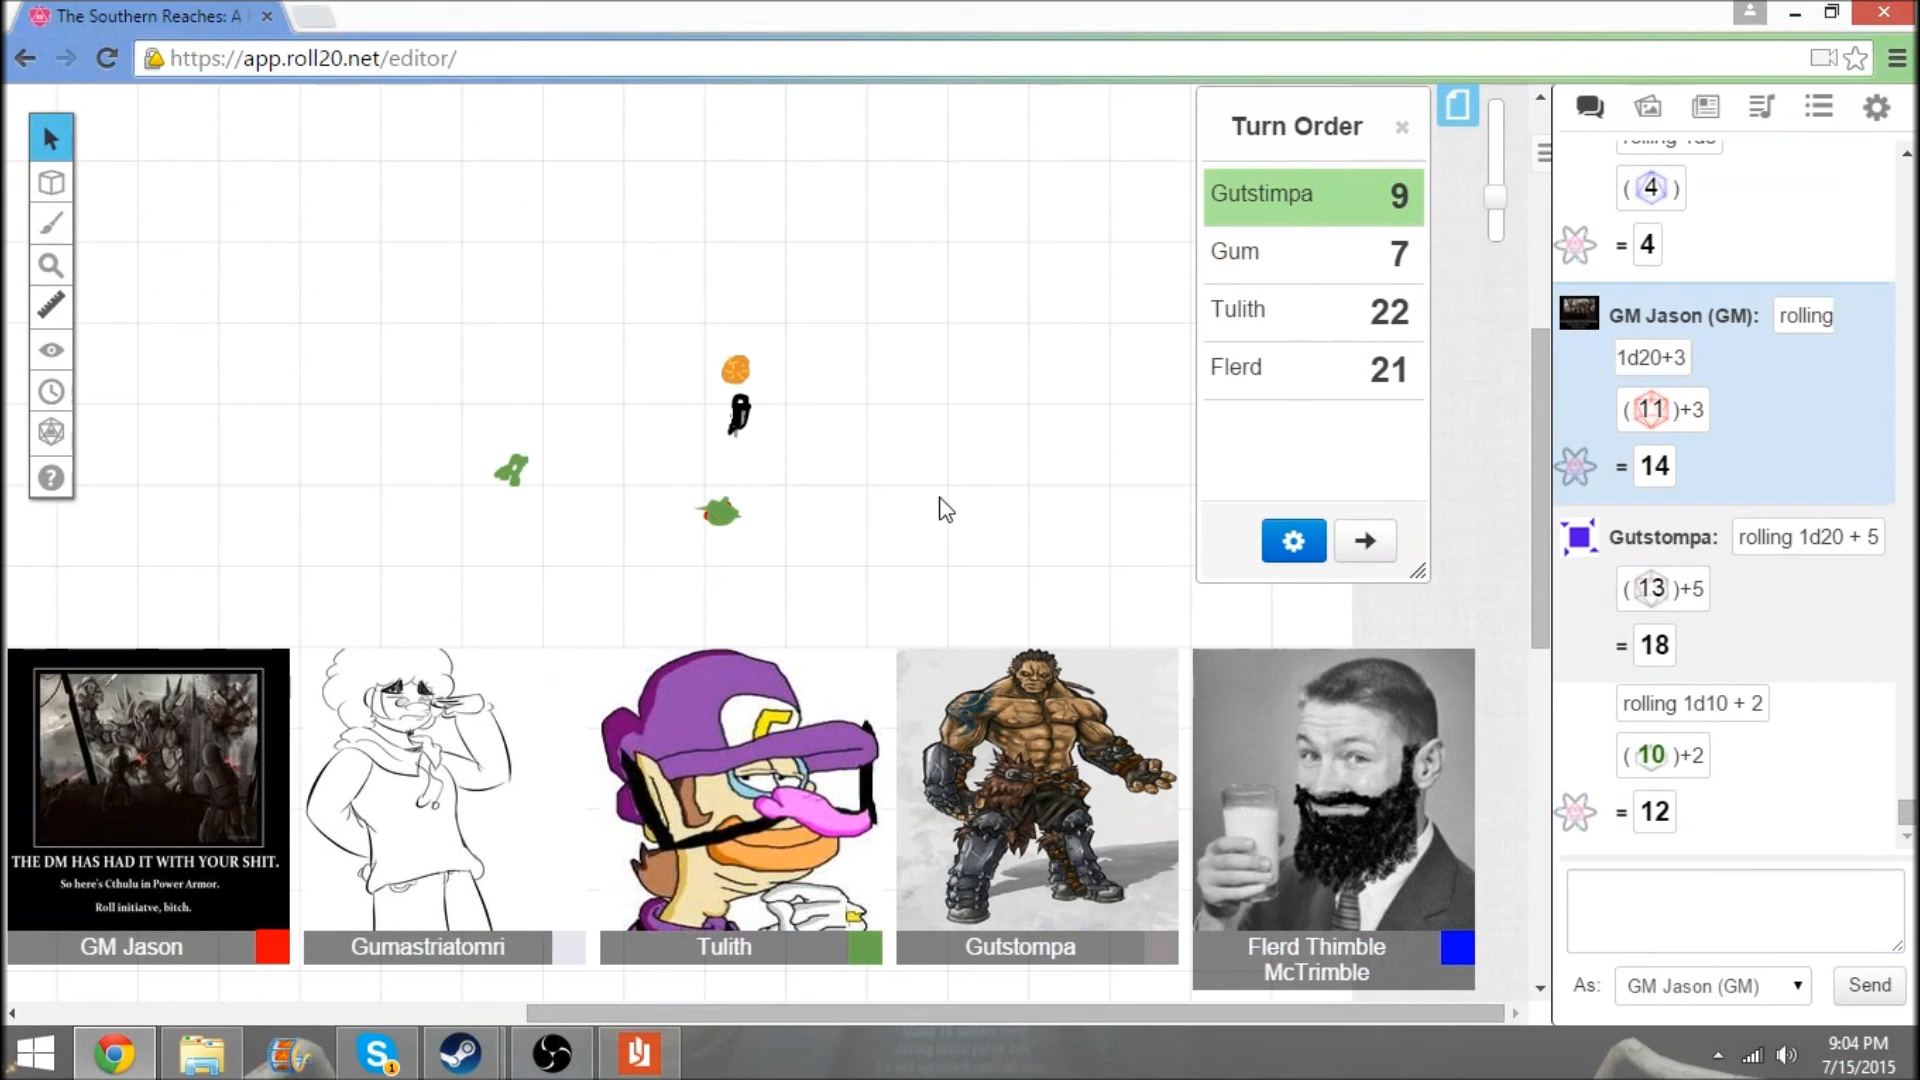 The Southern Reaches: A
https://app.roll20.net/editor/
Turn Order
Gutstimpa 9
Gum 7
Tulith 22
Flerd 21
( 4 )
= 4
GM Jason (GM): rolling
1d20+3
( 11 )+3
= 14
Gutstompa: rolling 1d20 + 5
( 13 )+5
= 18
rolling 1d10 + 2
( 10 )+2
= 12
THE DM HAS HAD IT WITH YOUR SHIT.
So here's Cthulu in Power Armor.
Roll initiatve, bitch.
GM Jason
Gumastriatomri
Tulith
Gutstompa
Flerd Thimble
McTrimble
As: GM Jason (GM) Send
9:04 PM
7/15/2015